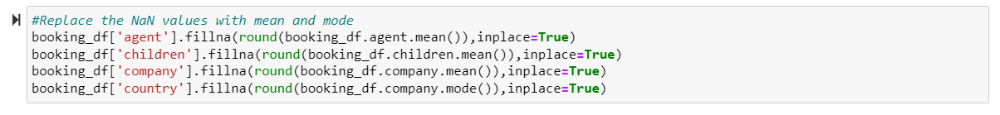 #Replace the NaN values with mean and mode
booking_df['agent'].fillna(round(booking_df.agent.mean()),inplace=True)
booking_df['children'].fillna(round(booking_df.children.mean()),inplace=True)
booking_df['company'].fillna(round(booking_df.company.mean()),inplace=True)
booking_df['country'].fillna(round(booking_df.company.mode()),inplace=True)